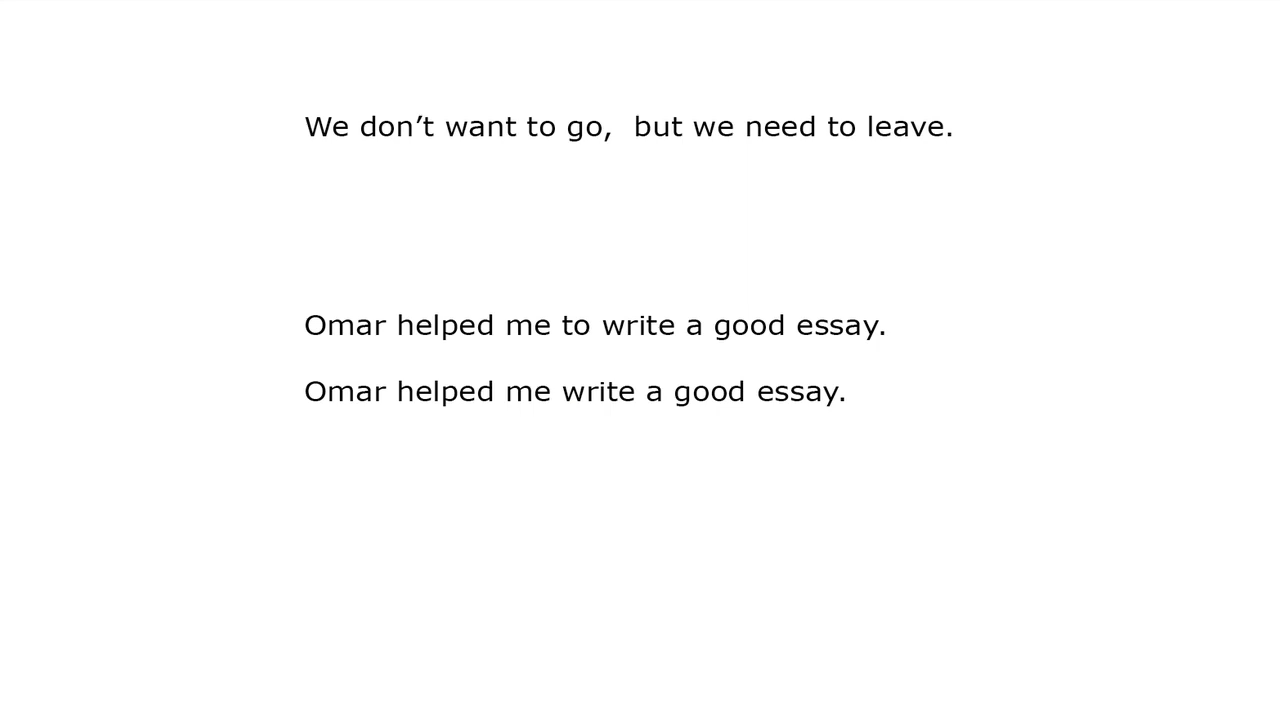 We don’t want to go,  but we need to leave.
Omar helped me to write a good essay.
Omar helped me write a good essay.